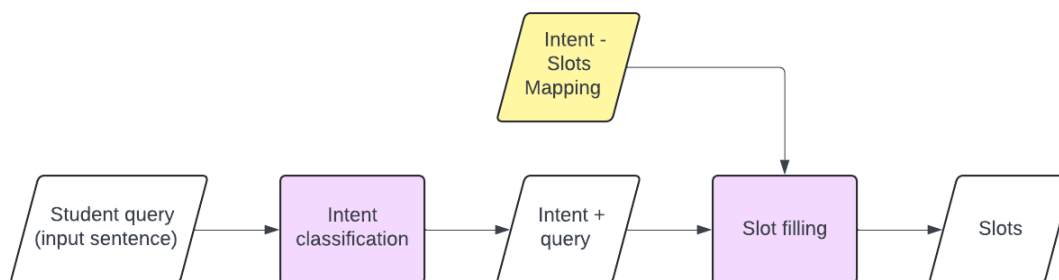 Intent -
Slots
Mapping
Student query
(input sentence)
Intent
classification
Intent +
query
Slot filling
Slots